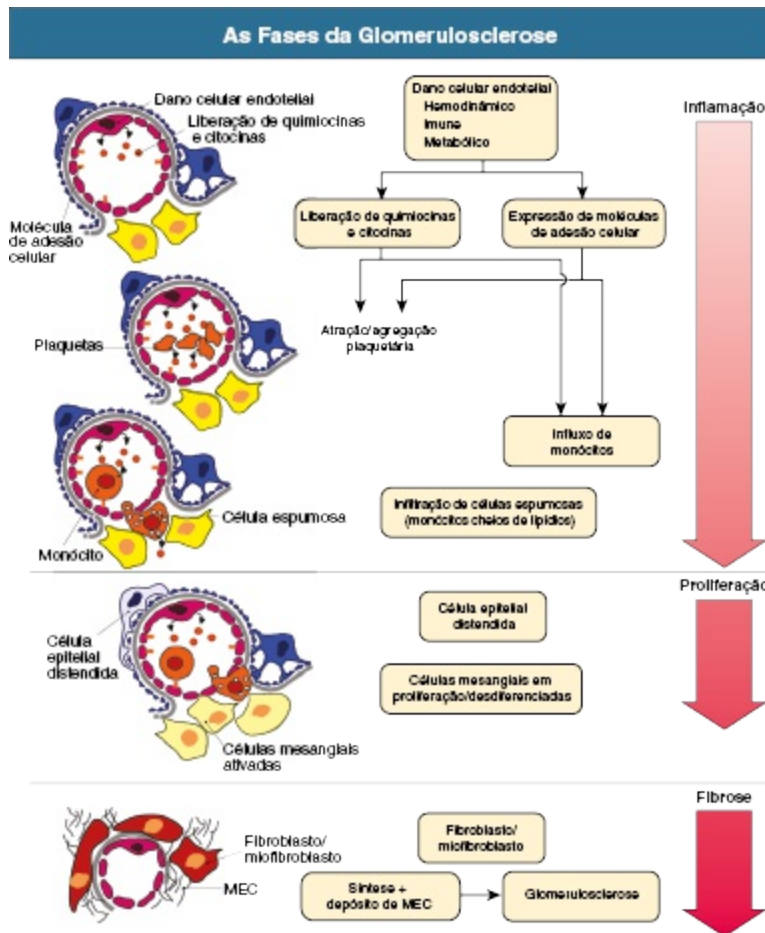 As Fases da Glomerulosclerose
Dano celular endotelial
Liberação de quimiocinas
e citocinas
Molécula
de adesão
celular
Dano celular endotelial
Hemodinâmico
Imune
Metabólico
Inflamação
Liberação de quimiocinas
e citocinas
Expressão de moléculas
de adesão celular
Plaquetas
Atração/agregação
plaquetária
Influxo de
monócitos
Célula espumosa
Monócito
Infiltração de células espumosas
(monócitos cheios de lipídios)
Proliferação
Célula
epitelial
distendida
Células mesangiais
ativadas
Célula epitelial
distendida
Células mesangiais em
proliferação/desdiferenciadas
Fibrose
Fibroblasto/
miofibroblasto
MEC
Fibroblasto/
miofibroblasto
Síntese +
depósito de MEC
Glomerulosclerose